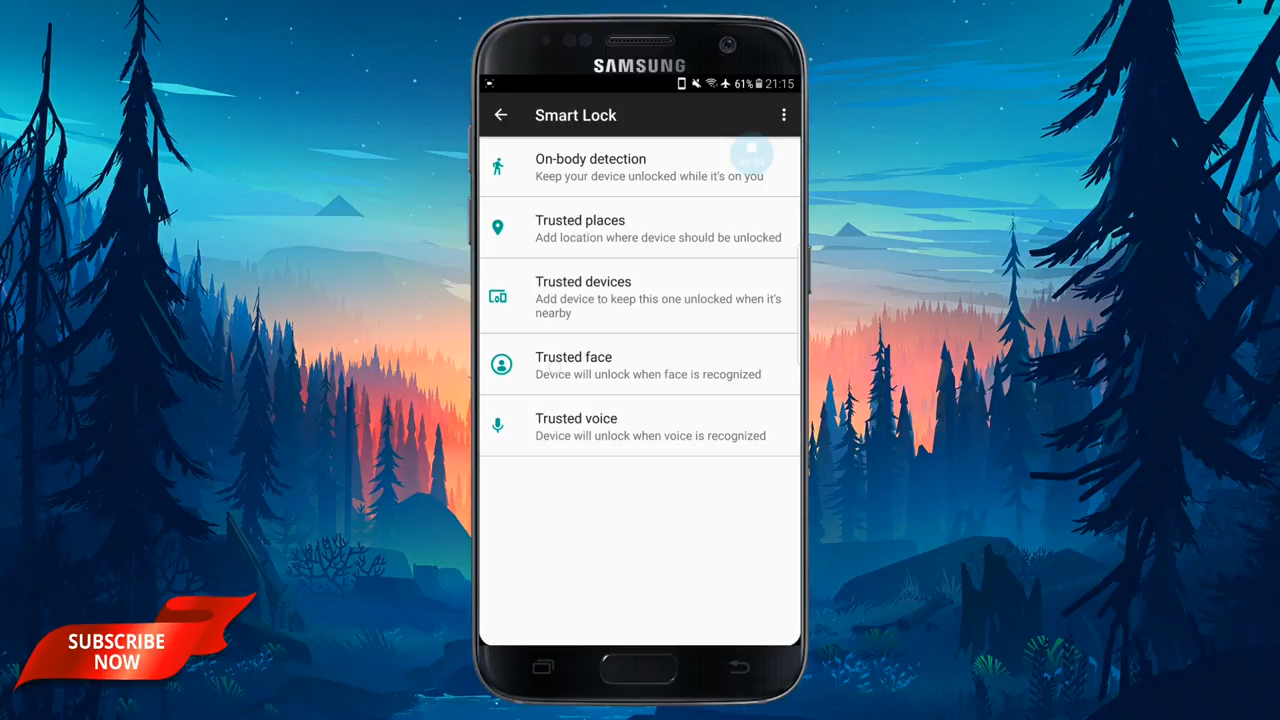 SAMSUNG
61% 21:15
Smart Lock
On-body detection
Keep your device unlocked while it's on you
Trusted places
Add location where device should be unlocked
Trusted devices
Add device to keep this one unlocked when it's
nearby
Trusted face
Device will unlock when face is recognized
Trusted voice
Device will unlock when voice is recognized
SUBSCRIBE
NOW